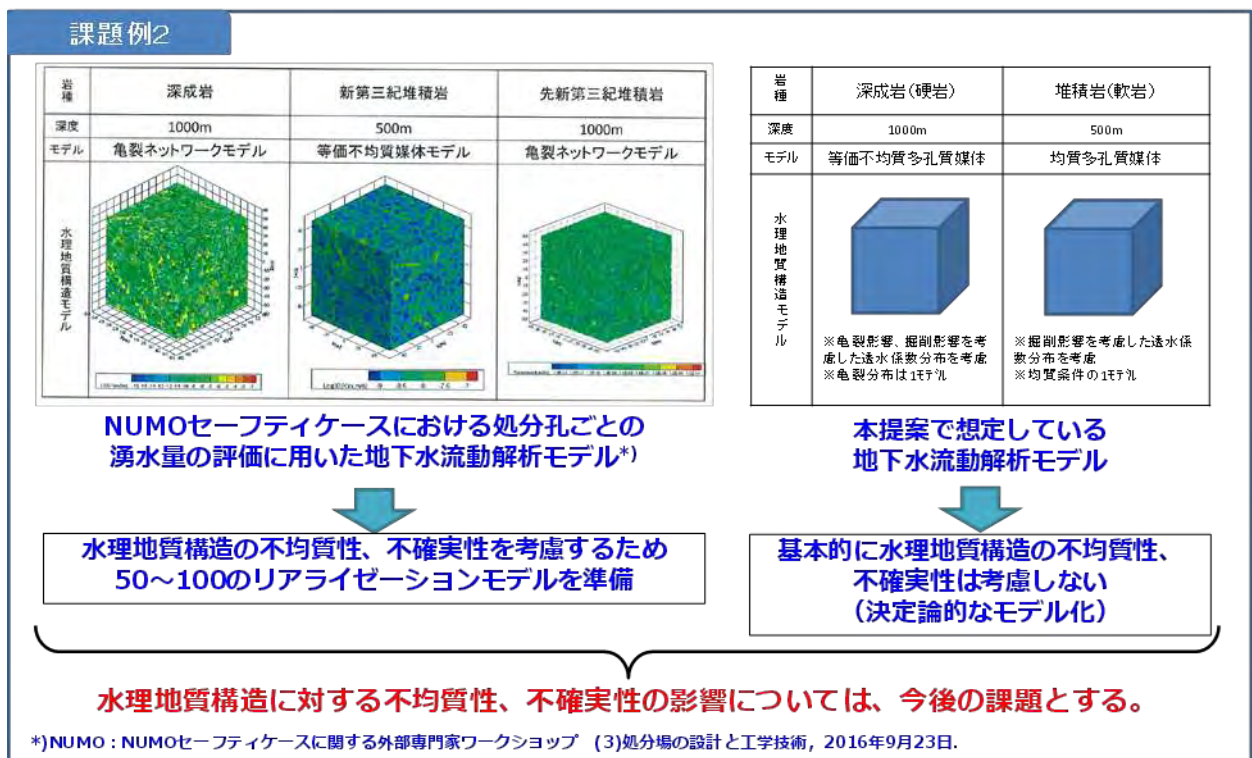 課題例2
岩種
深成岩
新第三紀堆積岩
先新第三紀堆積岩
深度
1000m
500m
1000m
モデル
亀裂ネットワークモデル
等価不均質媒体モデル
亀裂ネットワークモデル
水理地質構造モデル
岩種
深成岩(硬岩)
堆積岩(軟岩)
深度
1000m
500m
モデル
等価不均質多孔質媒体
均質多孔質媒体
水理地質構造モデル
※亀裂影響、掘削影響を考
慮した透水係数分布を考慮
※亀裂分布は1モデル
※掘削影響を考慮した透水係
数分布を考慮
※均質条件の1モデル
NUMOセーフティケースにおける処分孔ごとの
湧水量の評価に用いた地下水流動解析モデル*)
本提案で想定している
地下水流動解析モデル
水理地質構造の不均質性、不確実性を考慮するため
50～100のリアライゼーションモデルを準備
基本的に水理地質構造の不均質性、
不確実性は考慮しない
（決定論的なモデル化）
水理地質構造に対する不均質性、不確実性の影響については、今後の課題とする。
*)NUMO：NUMOセーフティケースに関する外部専門家ワークショップ (3)処分場の設計と工学技術，2016年9月23日.